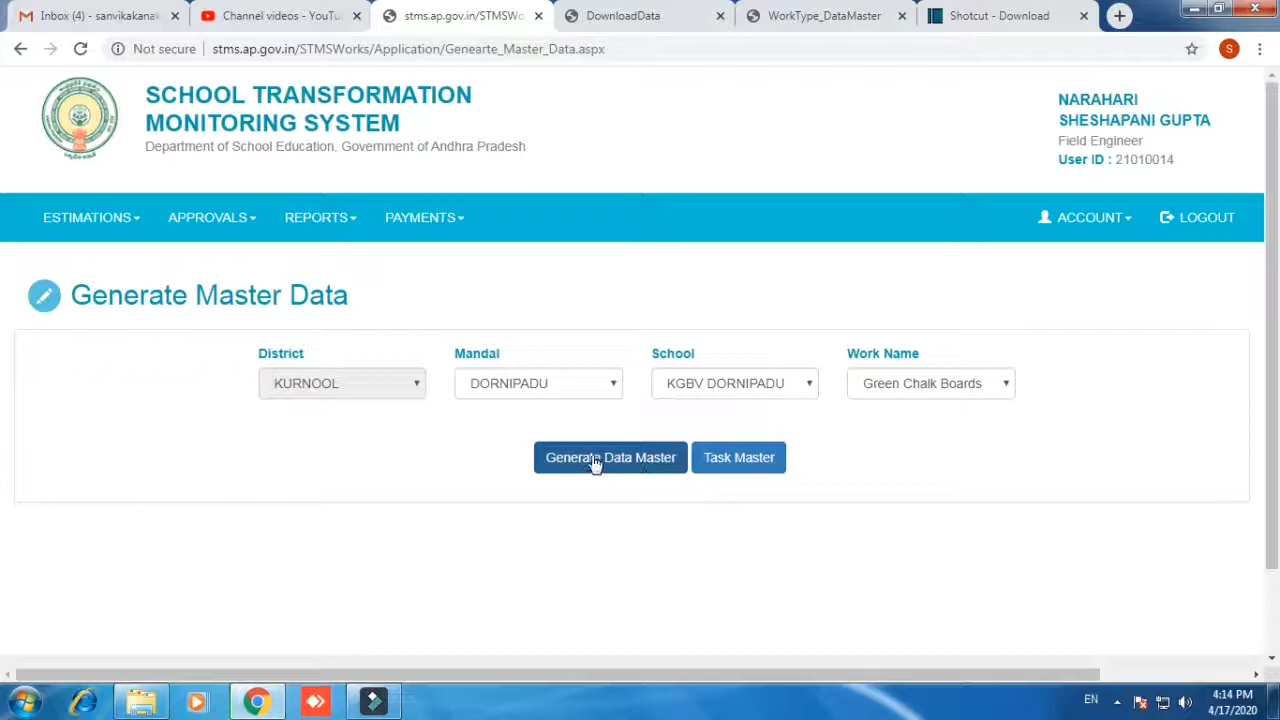 Inbox (4) - sanvikakanak
Channel videos - YouTu
stms.ap.gov.in/STMSWo
DownloadData
WorkType_DataMaster
Shotcut - Download
Not secure
stms.ap.gov.in/STMSWorks/Application/Genearte_Master_Data.aspx
S
SCHOOL TRANSFORMATION
MONITORING SYSTEM
Department of School Education, Government of Andhra Pradesh
NARAHARI
SHESHAPANI GUPTA
Field Engineer
User ID : 21010014
ESTIMATIONS
APPROVALS
REPORTS
PAYMENTS
ACCOUNT
LOGOUT
Generate Master Data
District
Mandal
School
Work Name
KURNOOL
DORNIPADU
KGBV DORNIPADU
Green Chalk Boards
Generate Data Master
Task Master
EN
4:14 PM
4/17/2020